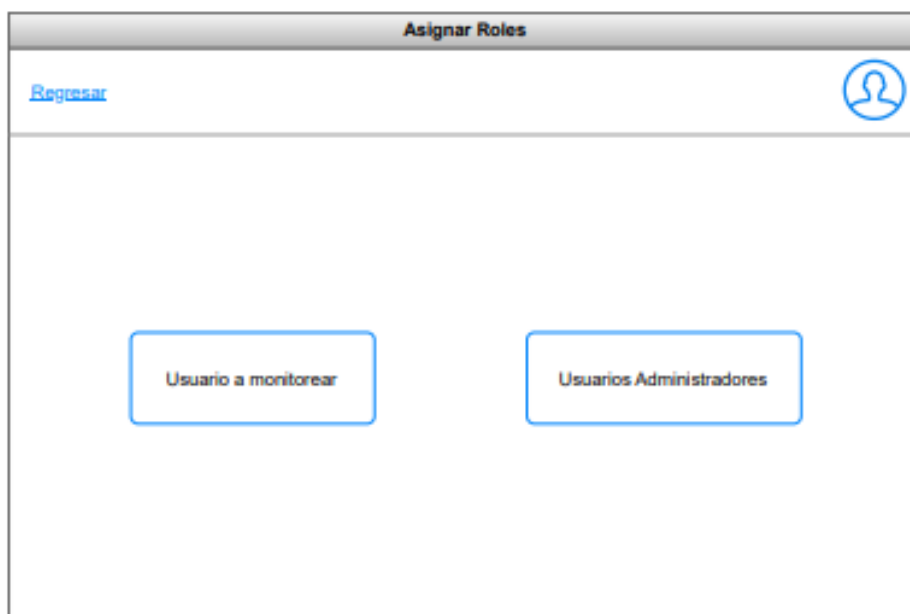 Asignar Roles
Regresar
Usuario a monitorear
Usuarios Administradores